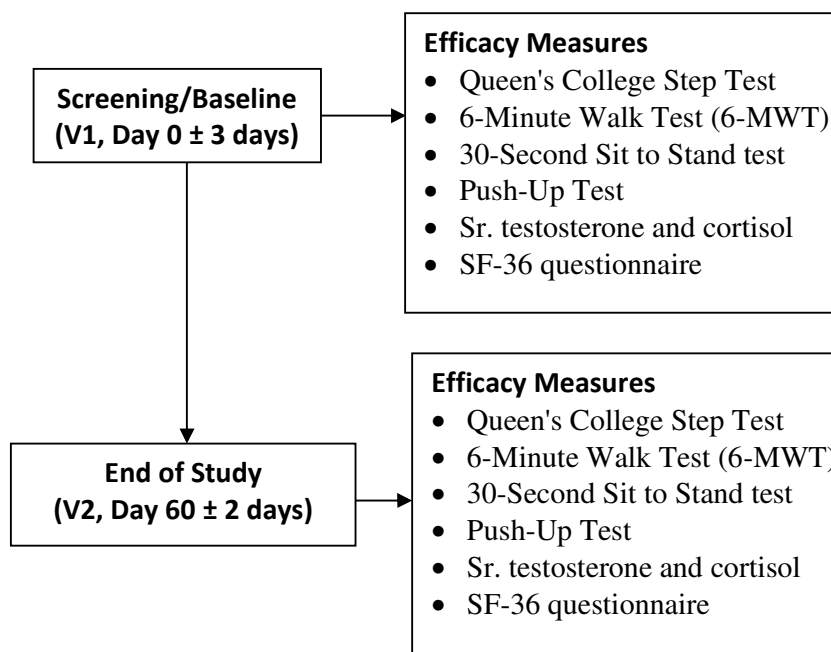 Screening/Baseline
(V1, Day 0 ± 3 days)
Efficacy Measures
• Queen's College Step Test
• 6-Minute Walk Test (6-MWT)
• 30-Second Sit to Stand test
• Push-Up Test
• Sr. testosterone and cortisol
• SF-36 questionnaire
End of Study
(V2, Day 60 ± 2 days)
Efficacy Measures
• Queen's College Step Test
• 6-Minute Walk Test (6-MWT)
• 30-Second Sit to Stand test
• Push-Up Test
• Sr. testosterone and cortisol
• SF-36 questionnaire